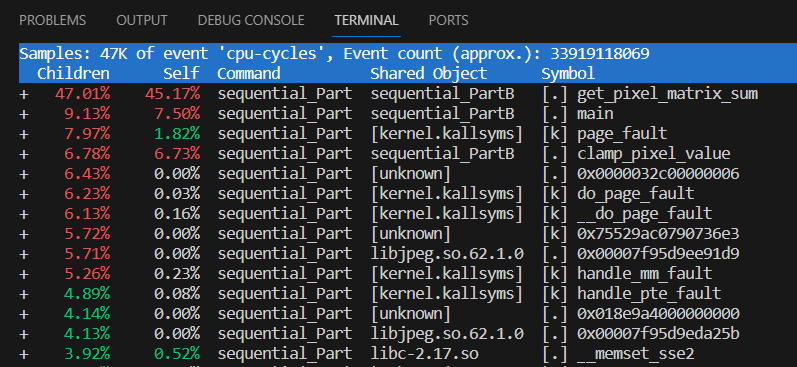 PROBLEMS OUTPUT DEBUG CONSOLE TERMINAL PORTS
Samples: 47K of event 'cpu-cycles', Event count (approx.): 33919118069
Children Self Command Shared Object Symbol
+ 47.01% 45.17% sequential_Part sequential_PartB [.] get_pixel_matrix_sum
+ 9.13% 7.50% sequential_Part sequential_PartB [.] main
+ 7.97% 1.82% sequential_Part [kernel.kallsyms] [k] page_fault
+ 6.78% 6.73% sequential_Part sequential_PartB [.] clamp_pixel_value
+ 6.43% 0.00% sequential_Part [unknown] [.] 0x0000032c00000006
+ 6.23% 0.03% sequential_Part [kernel.kallsyms] [k] do_page_fault
+ 6.13% 0.16% sequential_Part [kernel.kallsyms] [k] __do_page_fault
+ 5.72% 0.00% sequential_Part [unknown] [k] 0x75529ac0790736e3
+ 5.71% 0.00% sequential_Part libjpeg.so.62.1.0 [.] 0x00007f95d9ee91d9
+ 5.26% 0.23% sequential_Part [kernel.kallsyms] [k] handle_mm_fault
+ 4.89% 0.08% sequential_Part [kernel.kallsyms] [k] handle_pte_fault
+ 4.14% 0.00% sequential_Part [unknown] [.] 0x018e9a4000000000
+ 4.13% 0.00% sequential_Part libjpeg.so.62.1.0 [.] 0x00007f95d9eda25b
+ 3.92% 0.52% sequential_Part libc-2.17.so [.] __memset_sse2